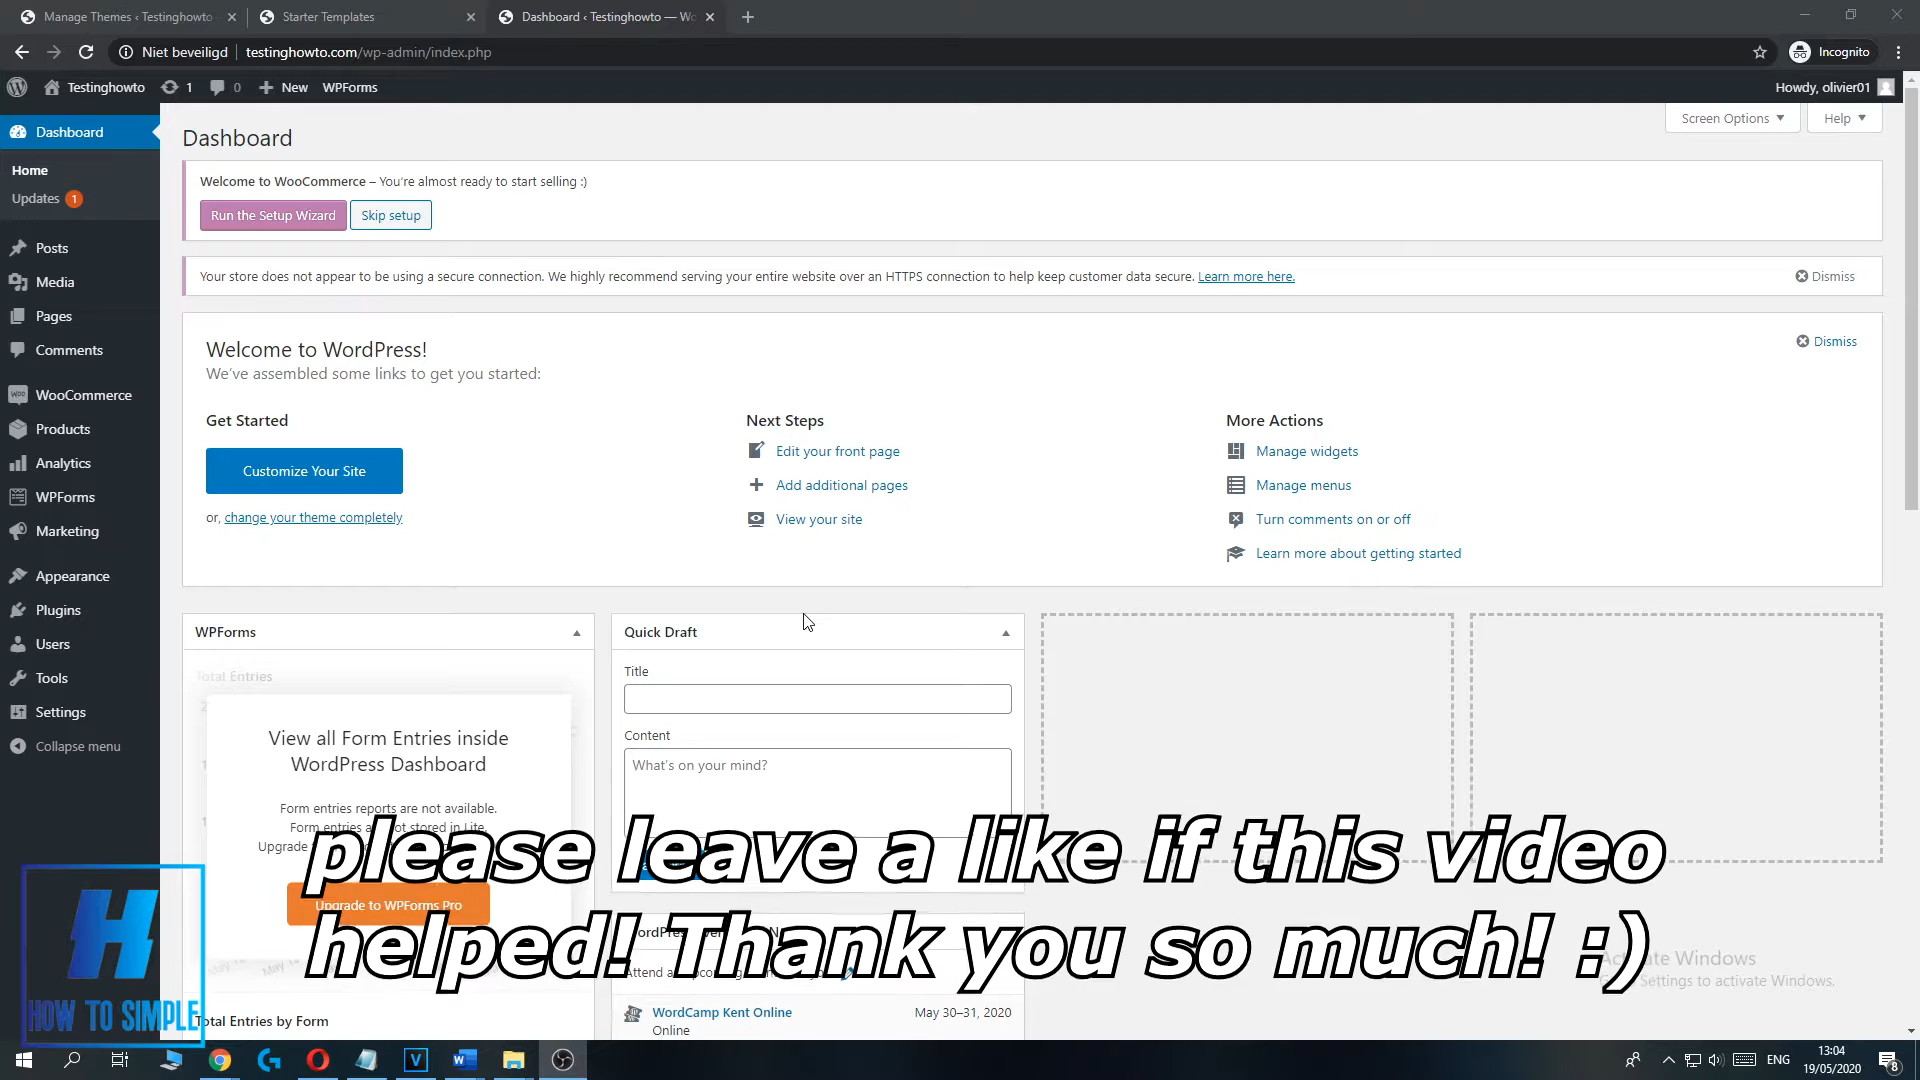 Manage Themes ‹ Testinghowto
Starter Templates
Dashboard ‹ Testinghowto — Wo
Niet beveiligd
testinghowto.com/wp-admin/index.php
Incognito
Testinghowto
1
0
New
WPForms
Howdy, olivier01
Dashboard
Home
Updates 1
Posts
Media
Pages
Comments
WooCommerce
Products
Analytics
WPForms
Marketing
Appearance
Plugins
Users
Tools
Settings
Collapse menu
Screen Options
Help
Dashboard
Welcome to WooCommerce – You're almost ready to start selling :)
Run the Setup Wizard
Skip setup
Your store does not appear to be using a secure connection. We highly recommend serving your entire website over an HTTPS connection to help keep customer data secure. Learn more here.
Dismiss
Welcome to WordPress!
Dismiss
We've assembled some links to get you started:
Get Started
Customize Your Site
or, change your theme completely
Next Steps
Edit your front page
Add additional pages
View your site
More Actions
Manage widgets
Manage menus
Turn comments on or off
Learn more about getting started
WPForms
Total Entries
View all Form Entries inside
WordPress Dashboard
Form entries reports are not available.
Form entries are not stored in Lite.
Upgrade
Upgrade to WPForms Pro
Total Entries by Form
Quick Draft
Title
Content
What's on your mind?
Attend
WordCamp Kent Online
May 30–31, 2020
Online
please leave a like if this video
helped! Thank you so much! :)
HOW TO SIMPLE
Activate Windows
Settings to activate Windows.
ENG
13:04
19/05/2020
8